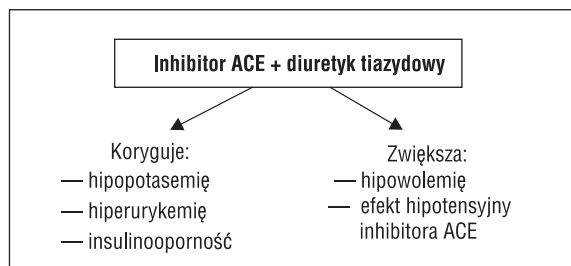 Inhibitor ACE + diuretyk tiazydowy
Koryguje:
— hipopotasemię
— hiperurykemię
— insulinooporność
Zwiększa:
— hipowolemię
— efekt hipotensyjny
inhibitora ACE